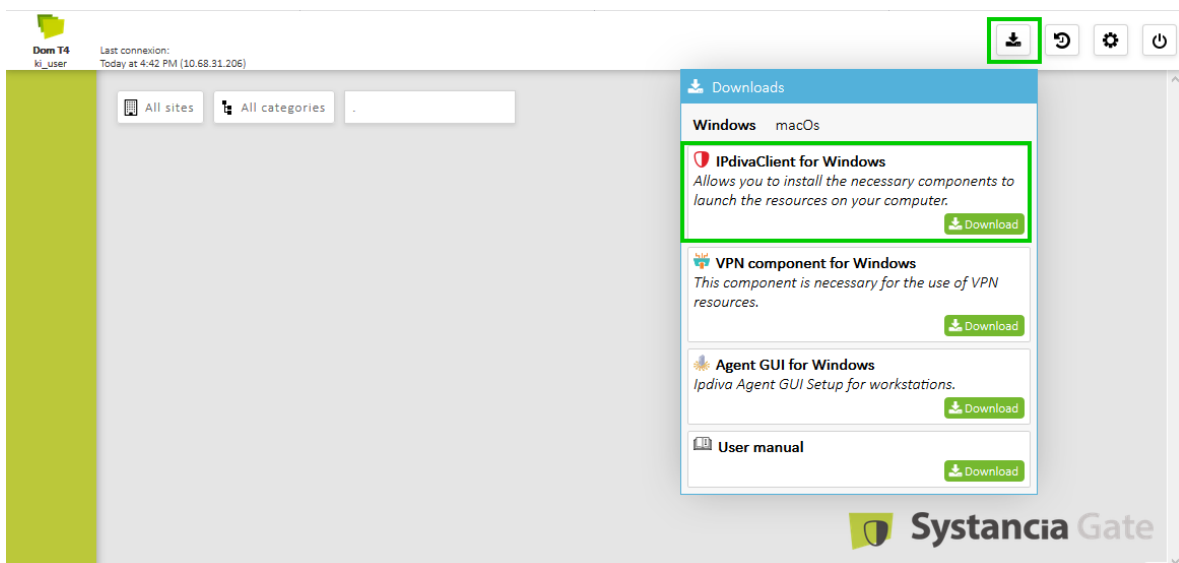 Dom T4
ki_user
Last connexion:
Today at 4:42 PM (10.68.31.206)
All sites
All categories
.
Downloads
Windows macOs
IPdivaClient for Windows
Allows you to install the necessary components to
launch the resources on your computer.
Download
VPN component for Windows
This component is necessary for the use of VPN
resources.
Download
Agent GUI for Windows
Ipdiva Agent GUI Setup for workstations.
Download
User manual
Download
Systancia Gate